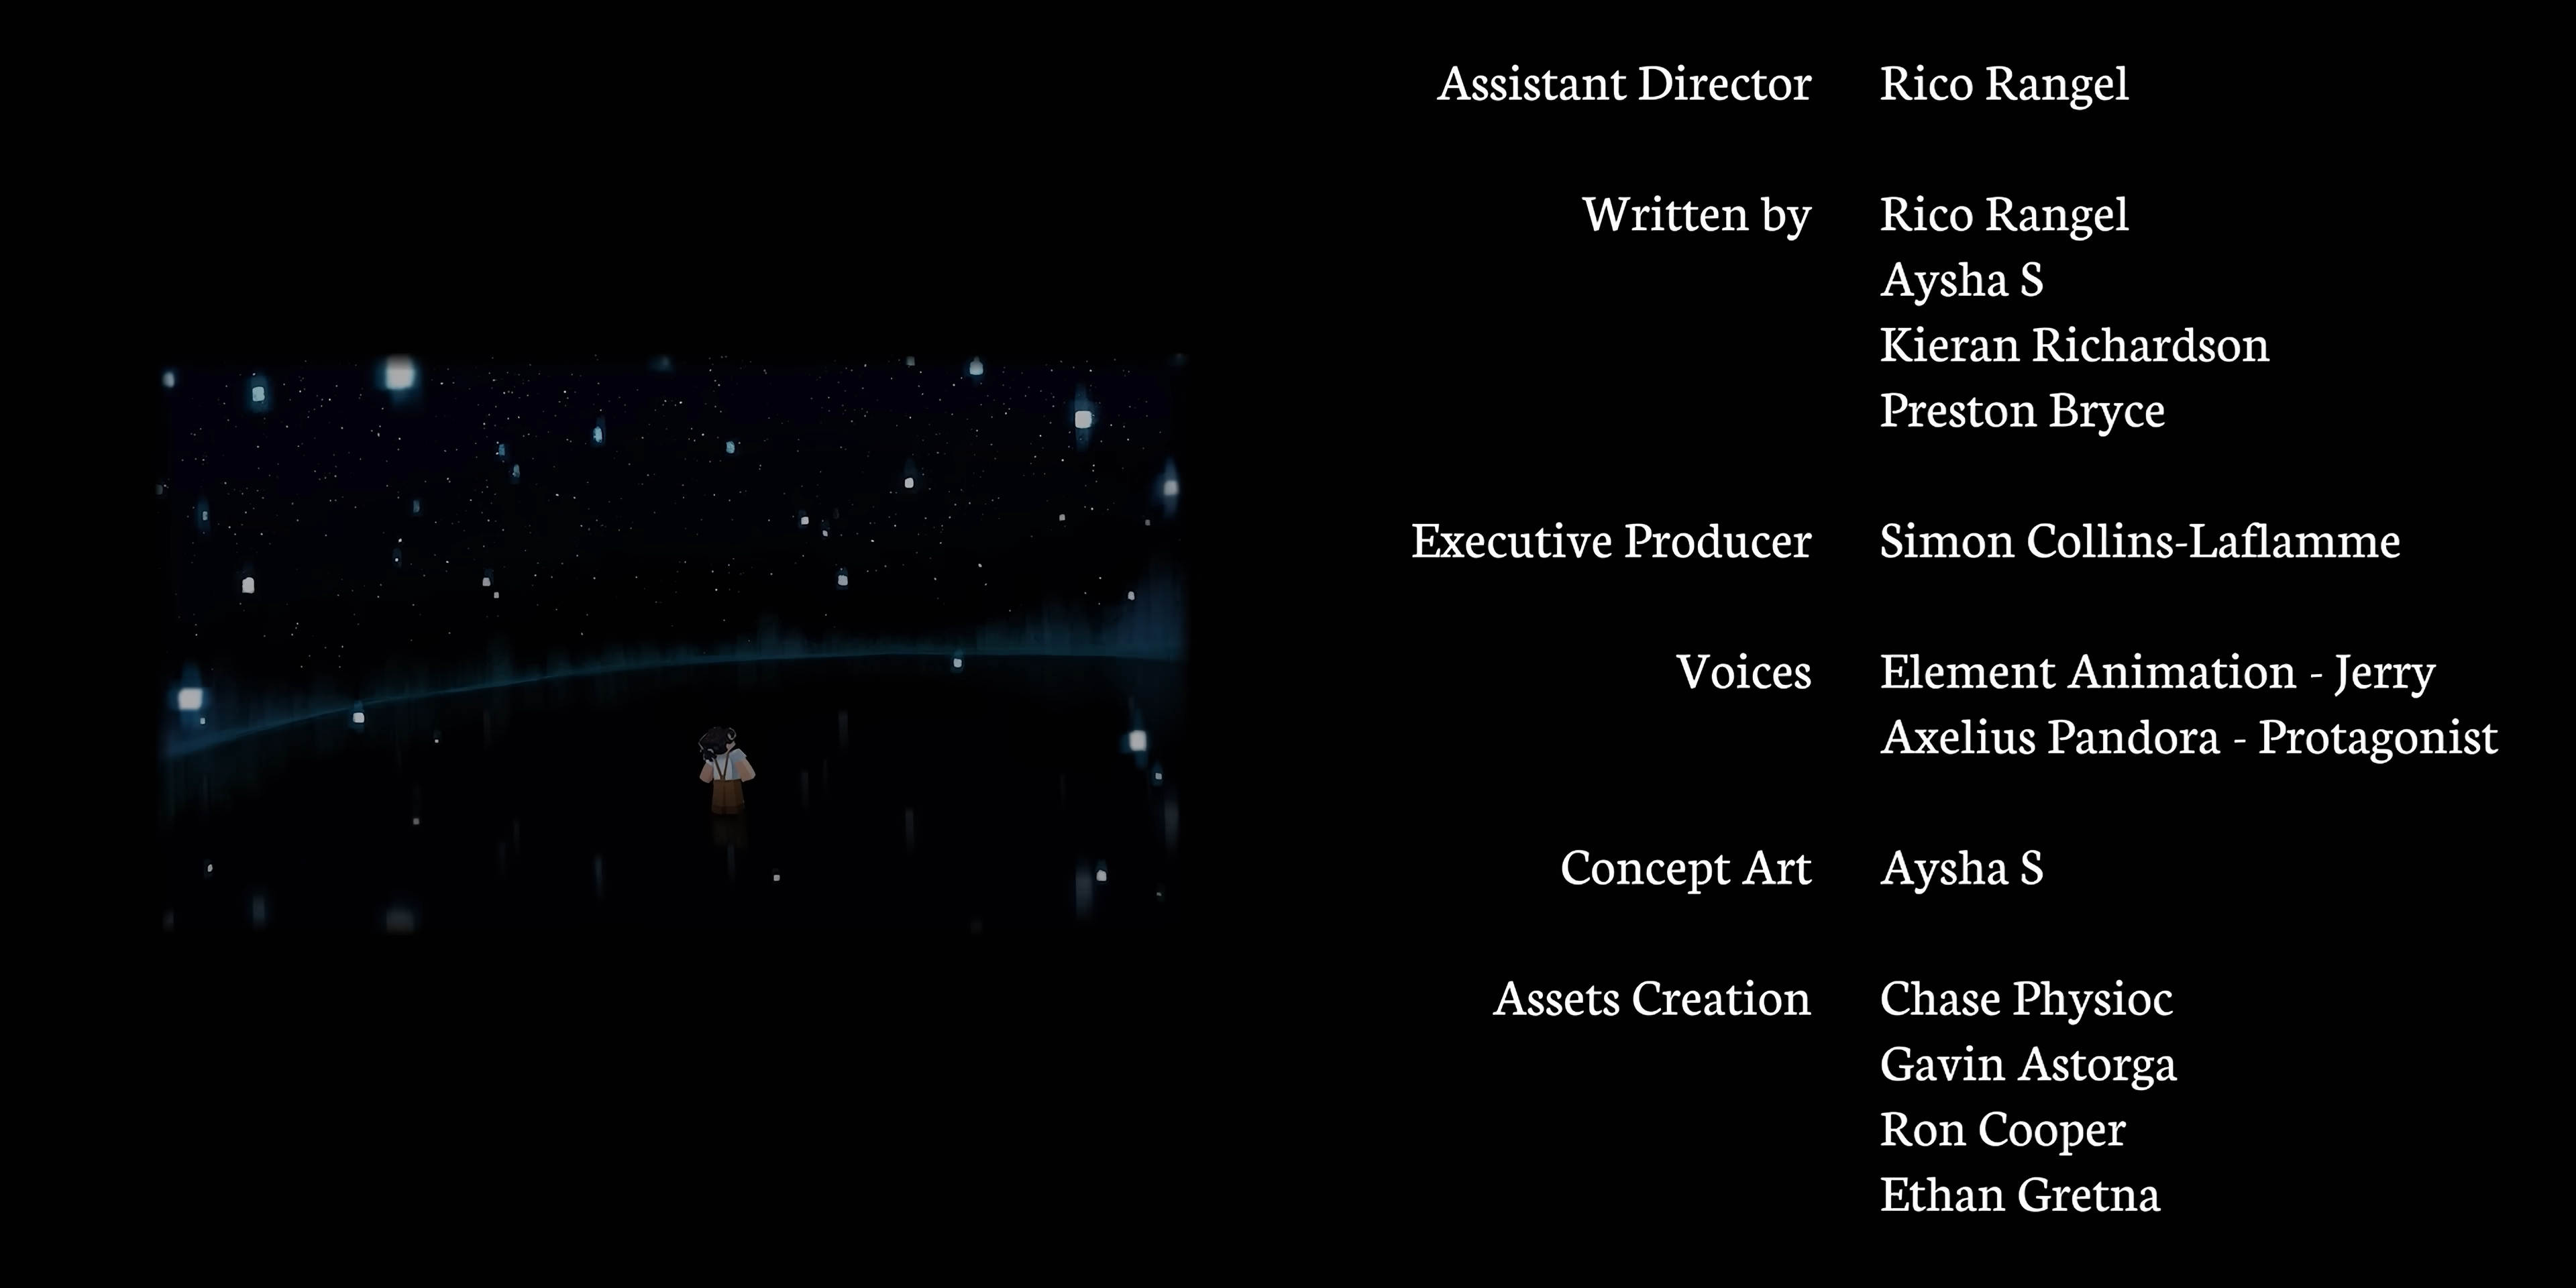 Assistant Director Rico Rangel
Written by Rico Rangel
Aysha S
Kieran Richardson
Preston Bryce
Executive Producer Simon Collins-Laflamme
Voices Element Animation - Jerry
Axelius Pandora - Protagonist
Concept Art Aysha S
Assets Creation Chase Physioc
Gavin Astorga
Ron Cooper
Ethan Gretna